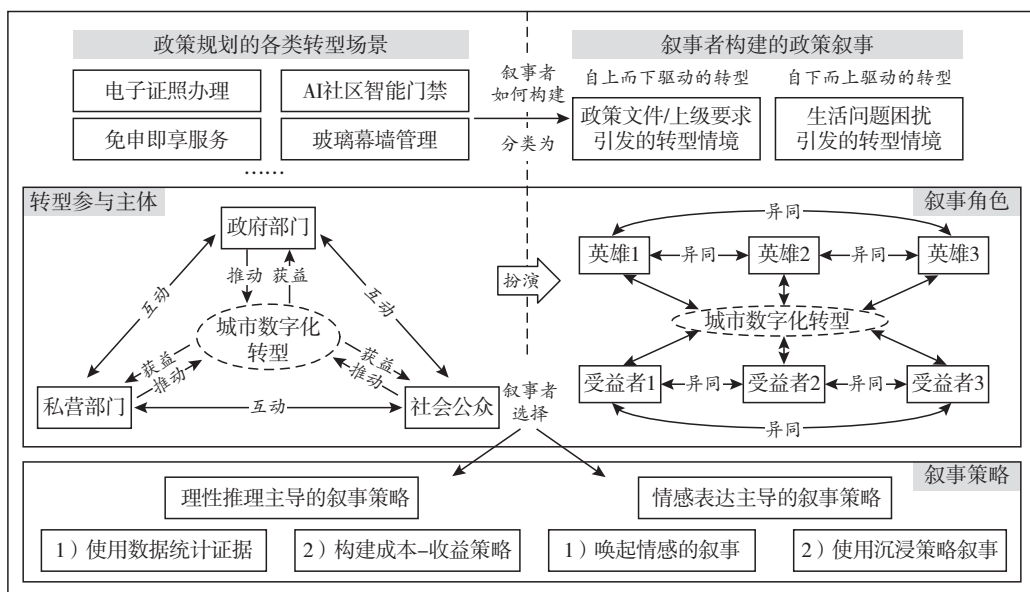 政策规划的各类转型场景
叙事者构建的政策叙事
电子证照办理
AI社区智能门禁
免申即享服务
玻璃幕墙管理
……
叙事者
如何构建
分类为
自上而下驱动的转型
自下而上驱动的转型
政策文件/上级要求
引发的转型情境
生活问题困扰
引发的转型情境
转型参与主体
政府部门
推动
获益
互动
互动
城市数字化
转型
获益
推动
获益
推动
私营部门
互动
社会公众
扮演
叙事角色
异同
英雄1
异同
英雄2
异同
英雄3
城市数字化转型
受益者1
异同
受益者2
异同
受益者3
异同
叙事者
选择
叙事策略
理性推理主导的叙事策略
情感表达主导的叙事策略
1）使用数据统计证据
2）构建成本–收益策略
1）唤起情感的叙事
2）使用沉浸策略叙事